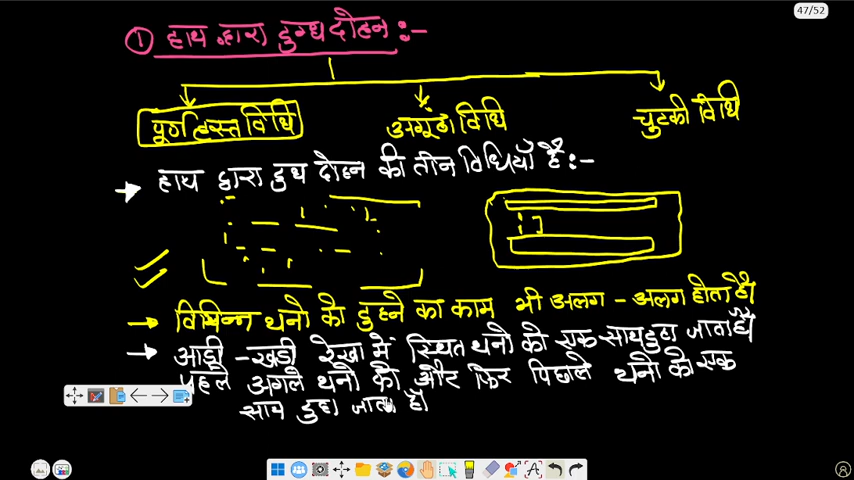 47/52
① हाथ द्वारा दुग्ध दोहन :-
पूर्ण हस्त विधि अंगूठा विधि चुटकी विधि
→ हाथ द्वारा दुध दोहन की तीन विधियाँ है :-
→ विभिन्न थनो को दुहने का काम भी अलग - अलग होता है।
→ आडी - खडी रेखा में स्थित थनो को एक-साथ दुहा जाता है।
पहले अगले थनो को और फिर पिछले थनो को एक
साथ दुहा जाता है।